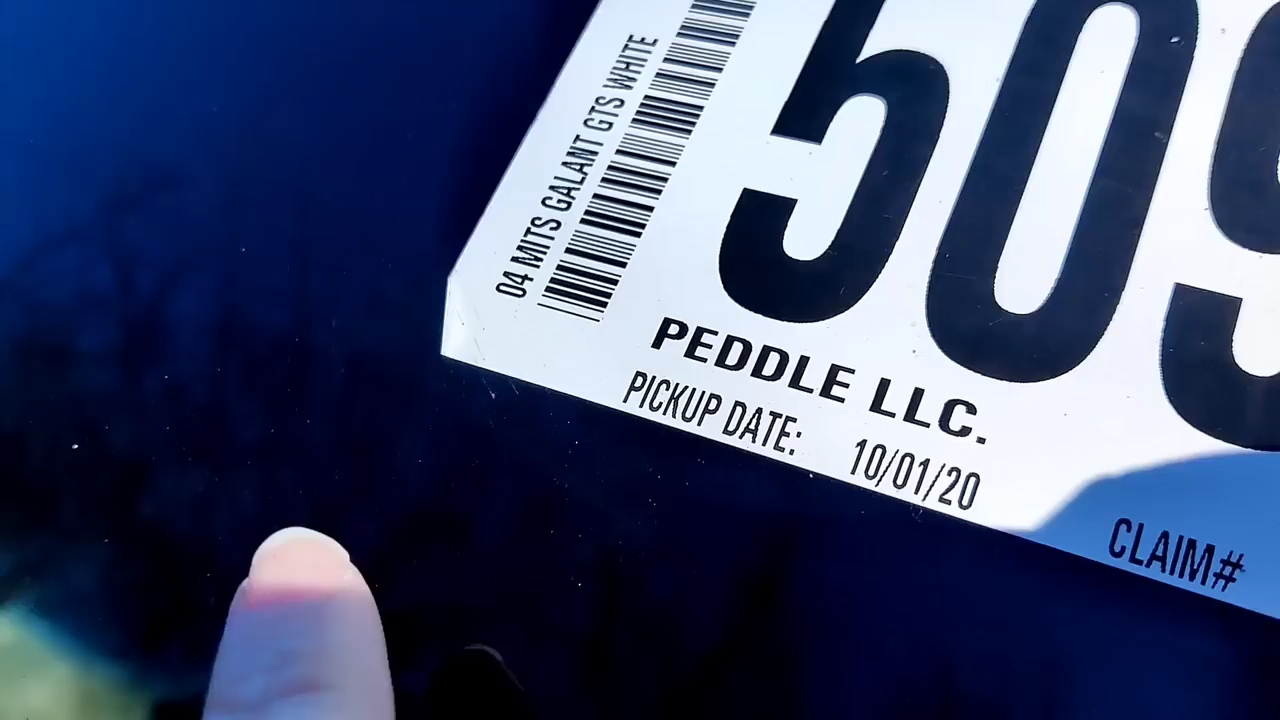 04 MITS GALANT GTS WHITE
50
PEDDLE LLC.
PICKUP DATE: 10/01/20
CLAIM#